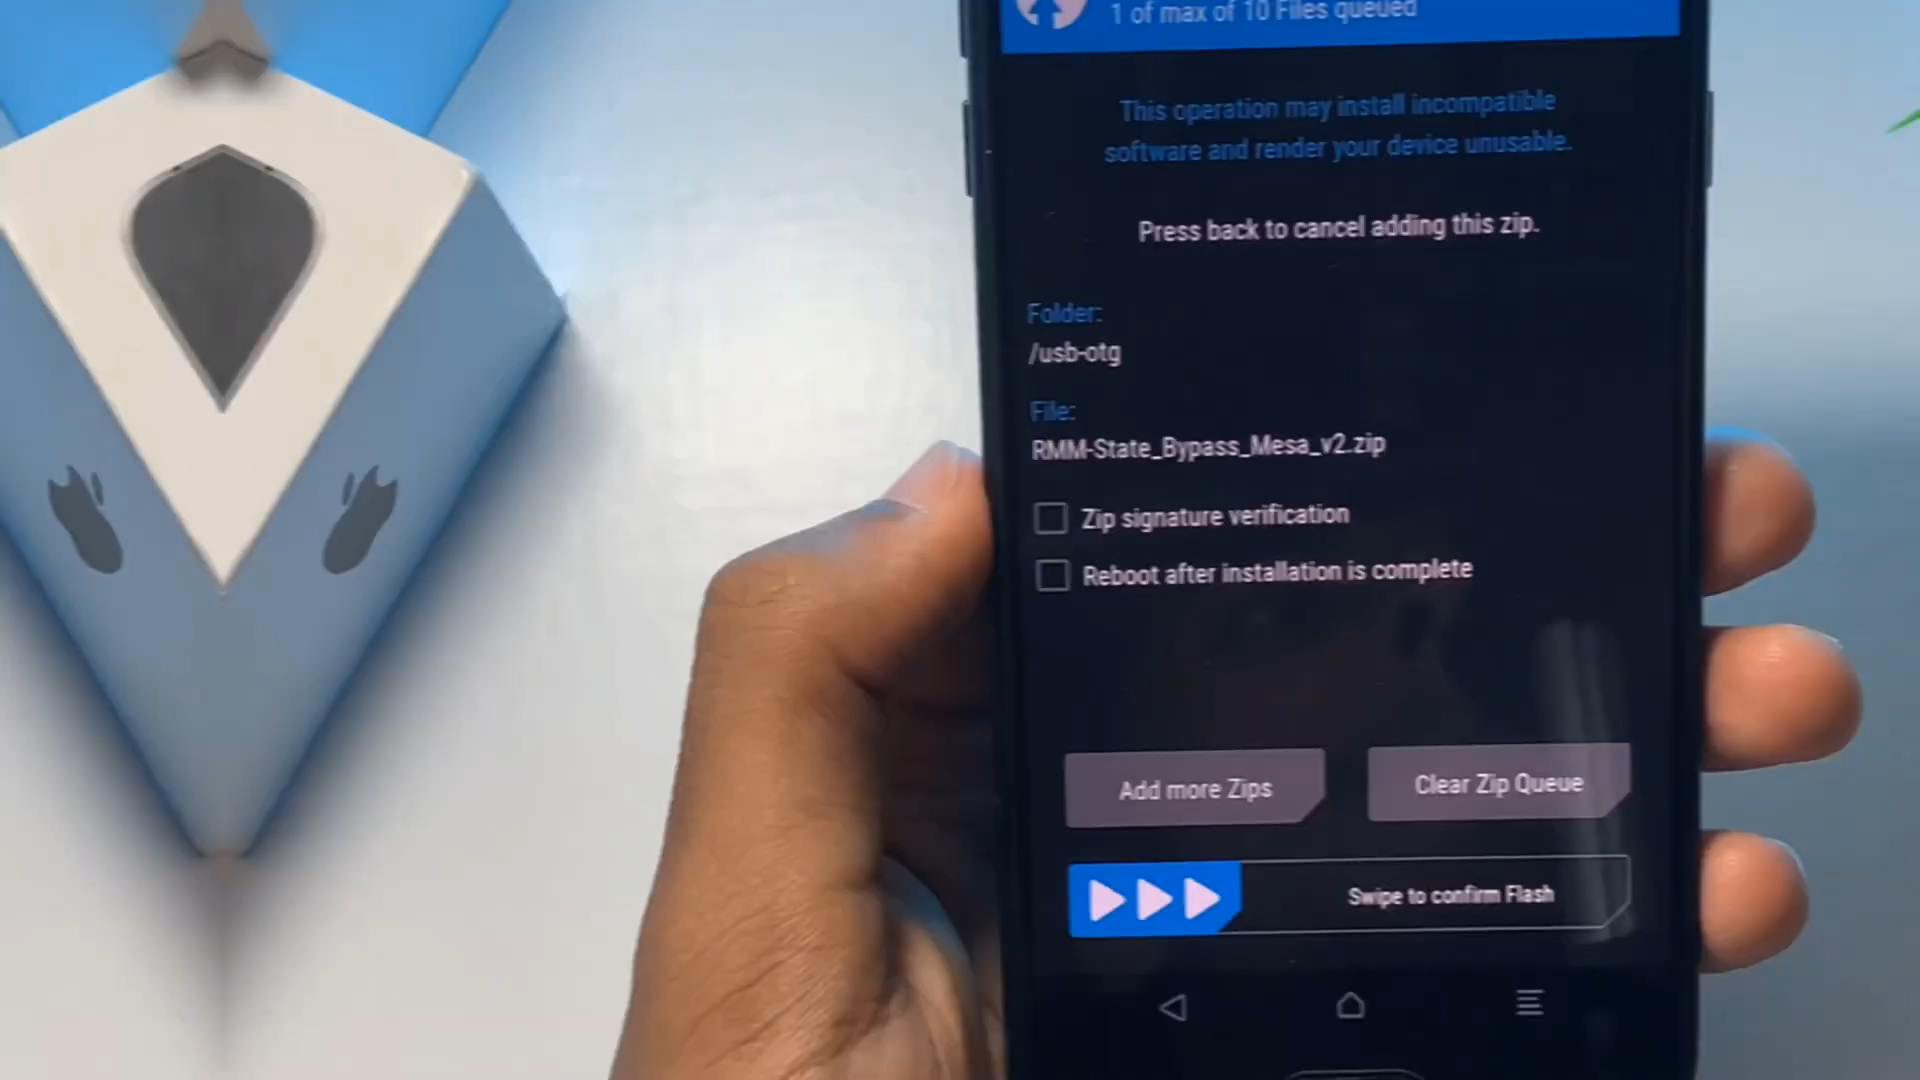 1 of max of 10 Files queued
This operation may install incompatible
software and render your device unusable.
Press back to cancel adding this zip.
Folder:
/usb-otg
File:
RMM-State_Bypass_Mesa_v2.zip
Zip signature verification
Reboot after installation is complete
Add more Zips
Clear Zip Queue
Swipe to confirm Flash